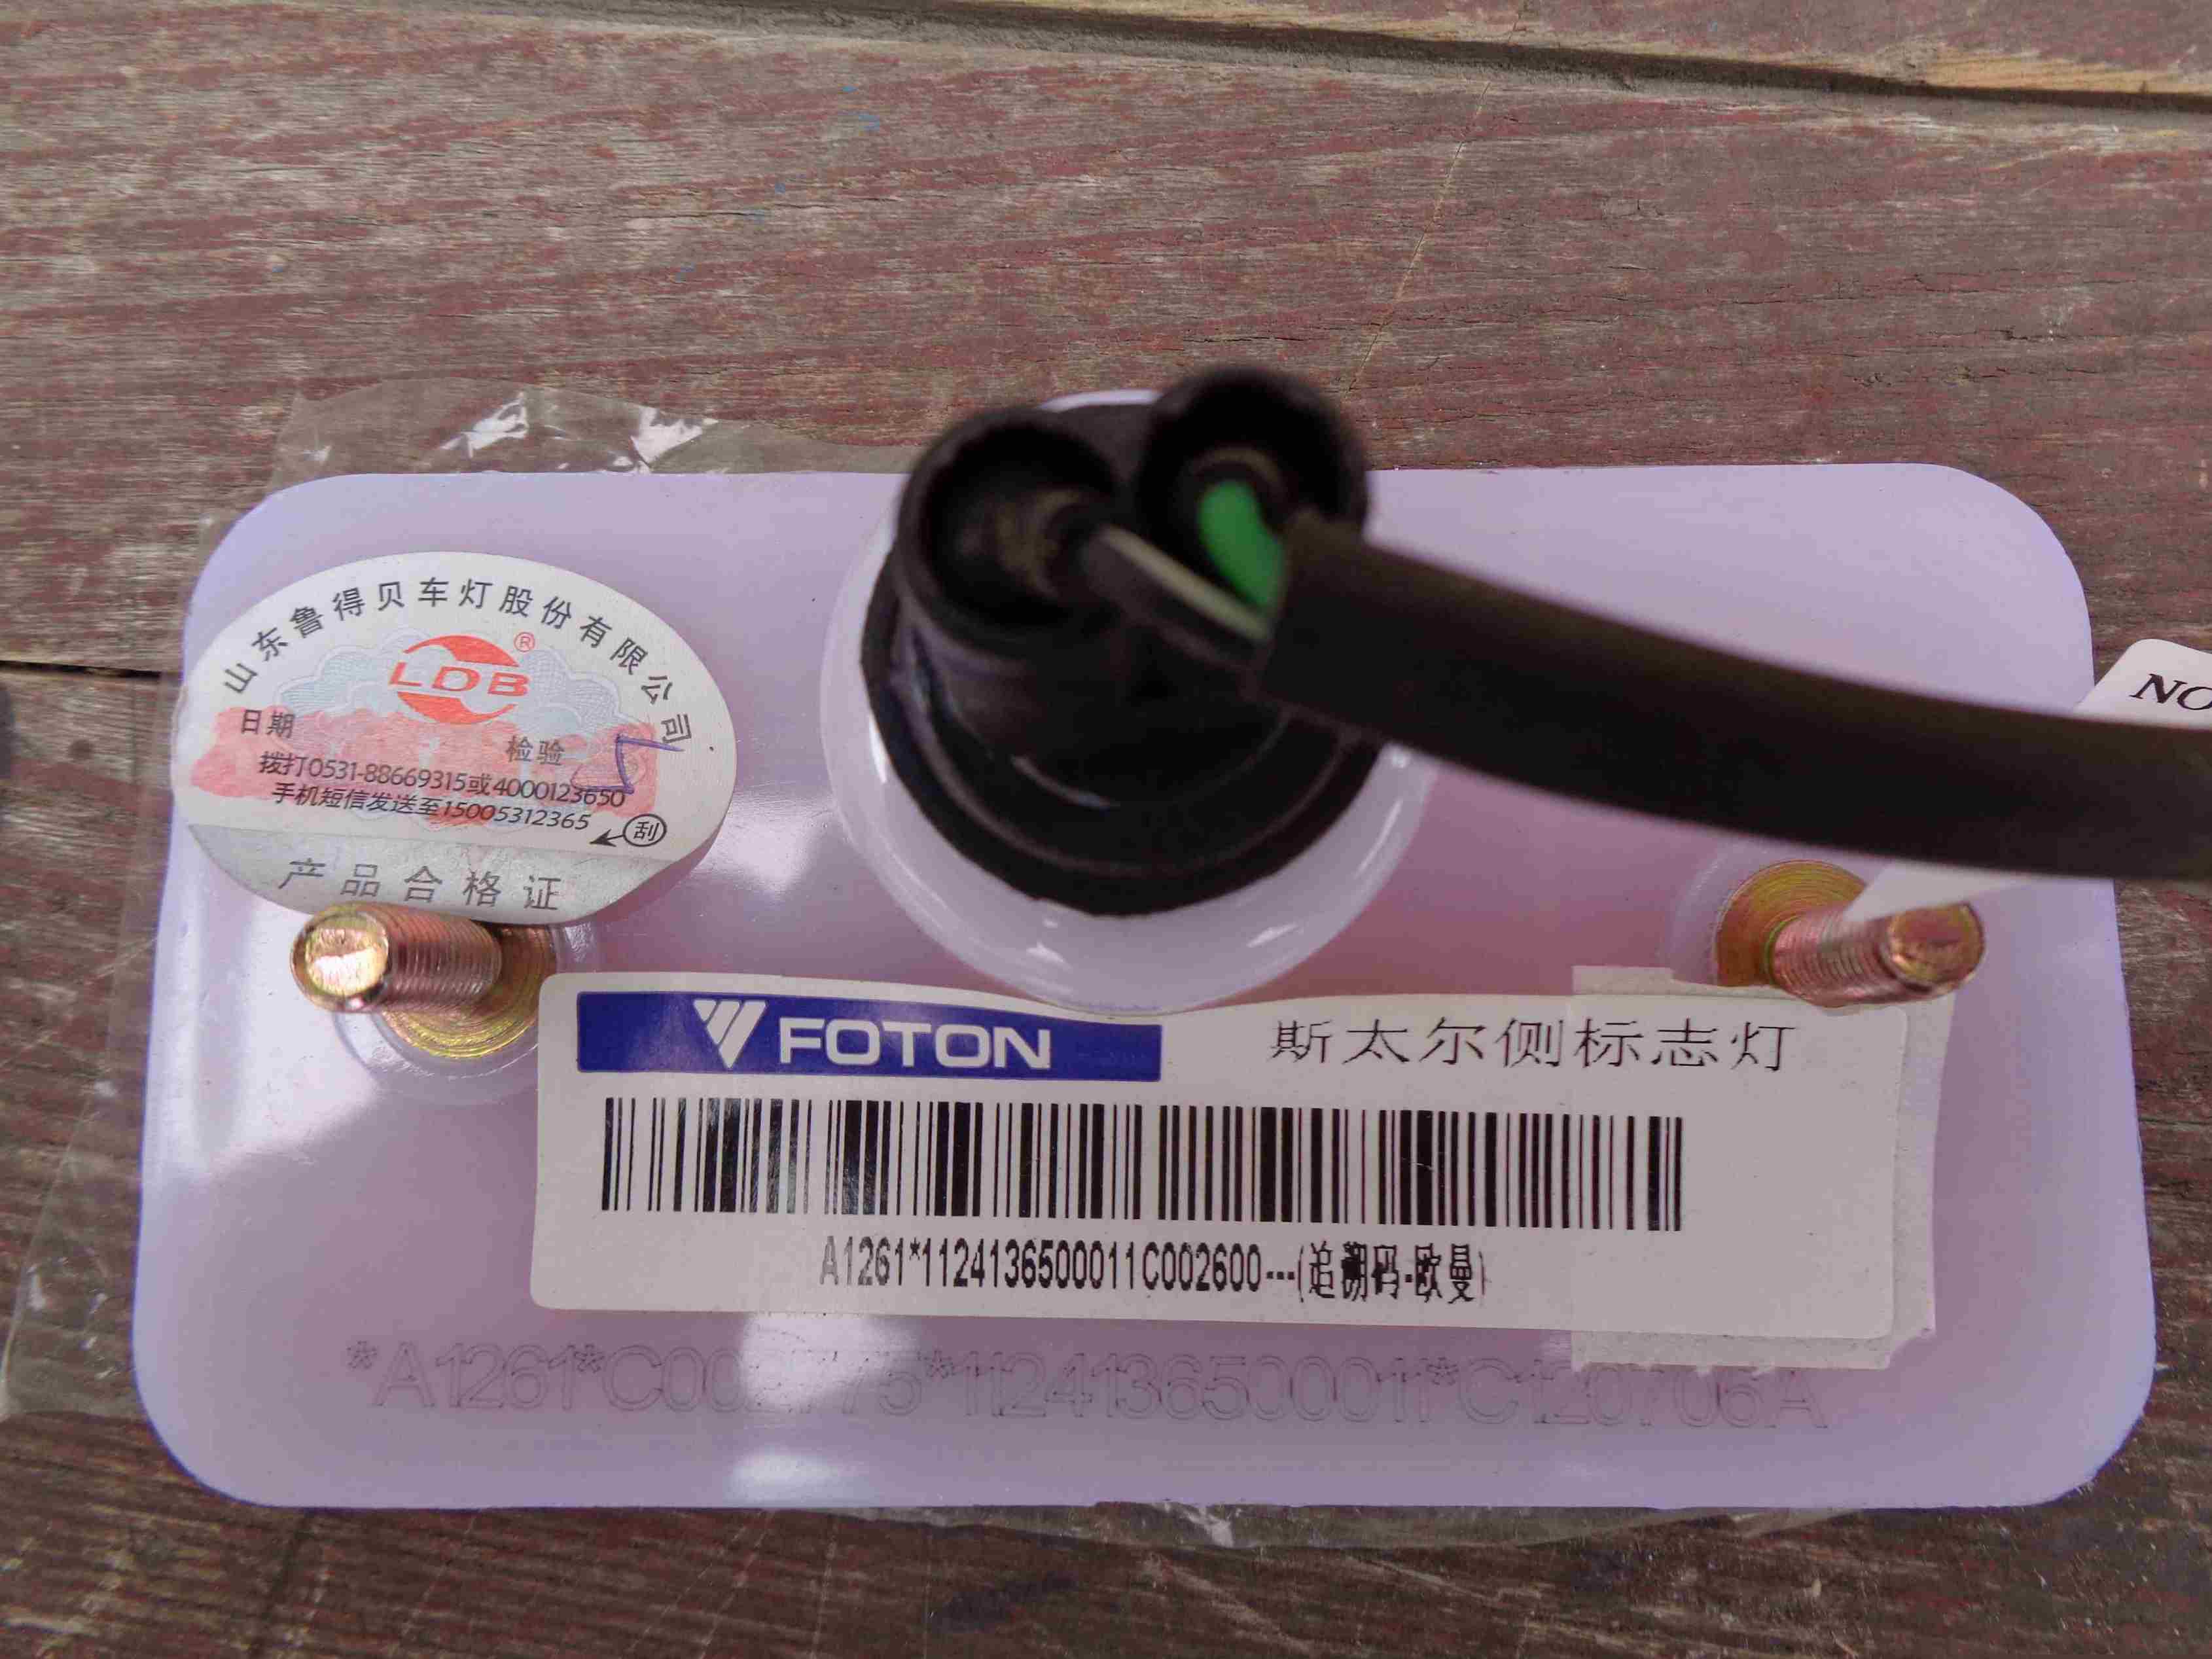 山东鲁得贝车灯股份有限公司
LDB®
日期
检验
拨打0531-88669315或4000123650
手机短信发送至15005312365
刮
产品合格证
NO
FOTON
斯太尔侧标志灯
A1261*1124136500011C002600---(追溯码-欧曼)
*A1261*C002775*1124136500011*C120706A